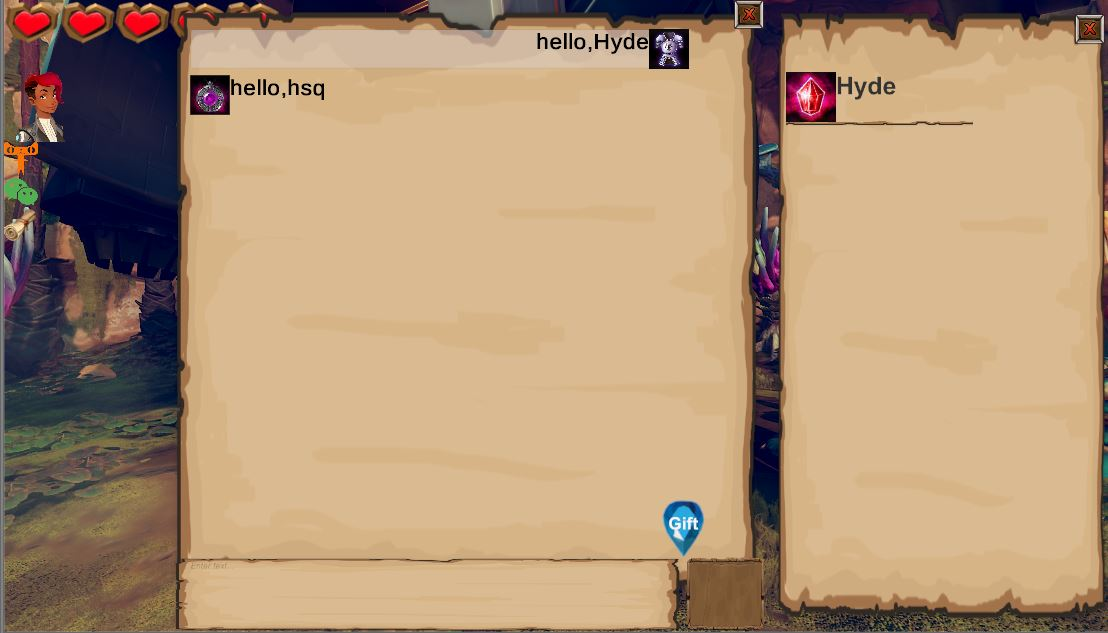 hello,Hyde
hello,hsq
Hyde
Gift
Enter text...